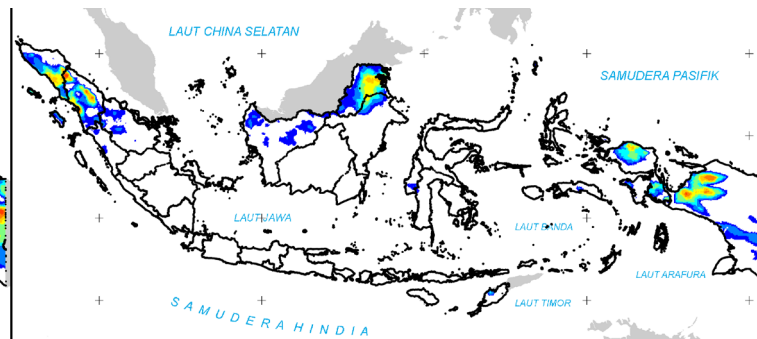 LAUT CHINA SELATAN
SAMUDERA PASIFIK
LAUT JAWA
LAUT BANDA
LAUT ARAFURA
LAUT TIMOR
SAMUDERA HINDIA